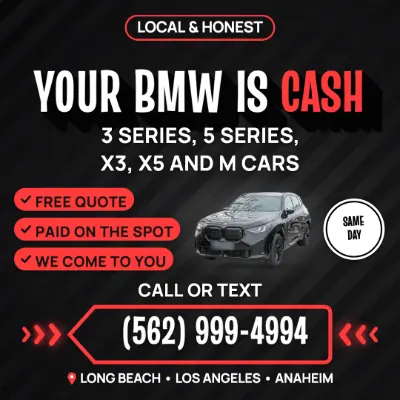 LOCAL & HONEST
YOUR BMW IS CASH
3 SERIES, 5 SERIES,
X3, X5 AND M CARS
FREE QUOTE
PAID ON THE SPOT
WE COME TO YOU
SAME
DAY
CALL OR TEXT
(562) 999-4994
LONG BEACH • LOS ANGELES • ANAHEIM